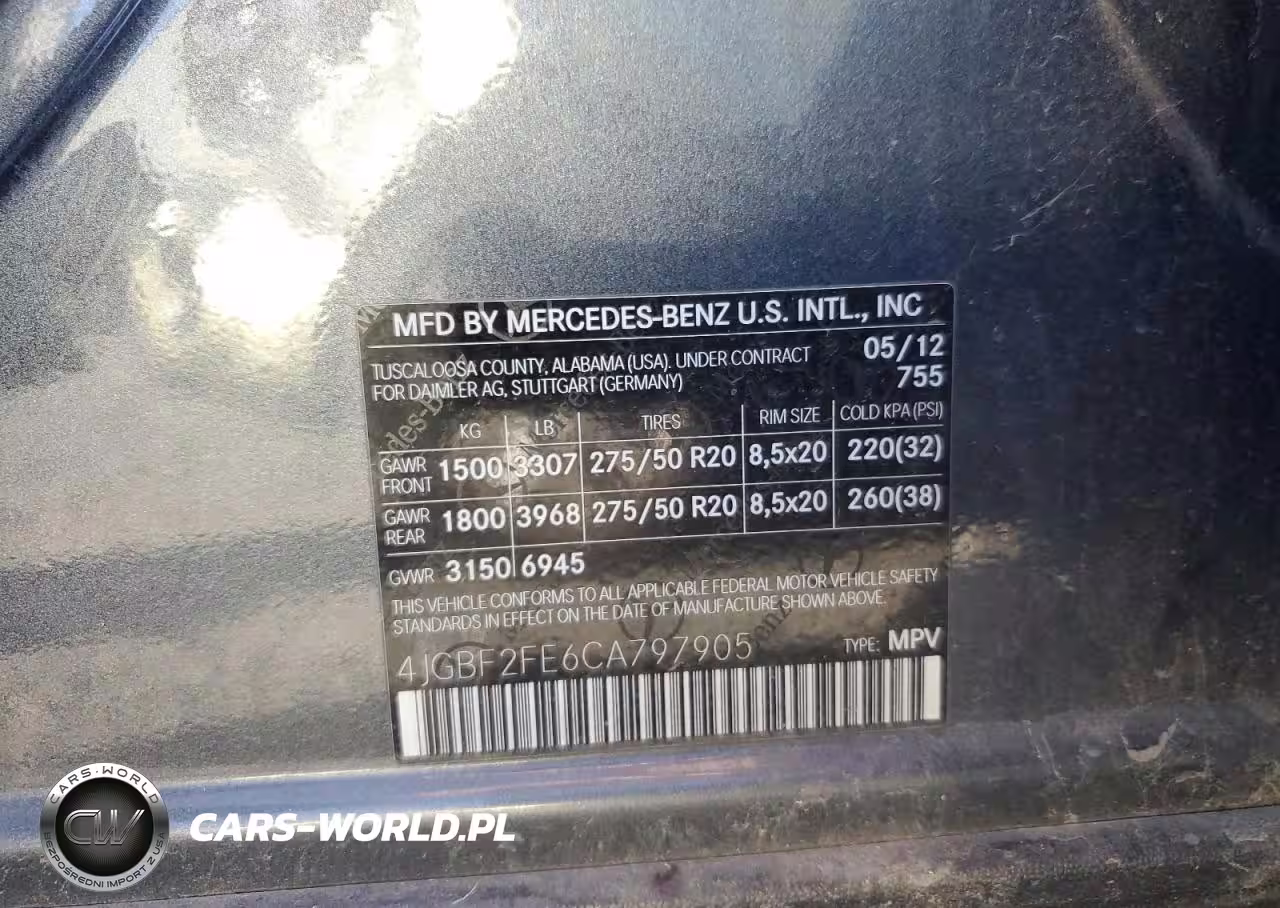 MFD BY MERCEDES-BENZ U.S. INTL., INC
TUSCALOOSA COUNTY, ALABAMA (USA). UNDER CONTRACT 05/12
FOR DAIMLER AG, STUTTGART (GERMANY) 755
KG LB TIRES RIM SIZE COLD KPA (PSI)
GAWR FRONT 1500 3307 275/50 R20 8,5x20 220(32)
GAWR REAR 1800 3968 275/50 R20 8,5x20 260(38)
GVWR 3150 6945
THIS VEHICLE CONFORMS TO ALL APPLICABLE FEDERAL MOTOR VEHICLE SAFETY
STANDARDS IN EFFECT ON THE DATE OF MANUFACTURE SHOWN ABOVE.
4JGBF2FE6CA797905 TYPE: MPV
CARS-WORLD
CW
BEZPOŚREDNI IMPORT Z USA
CARS-WORLD.PL